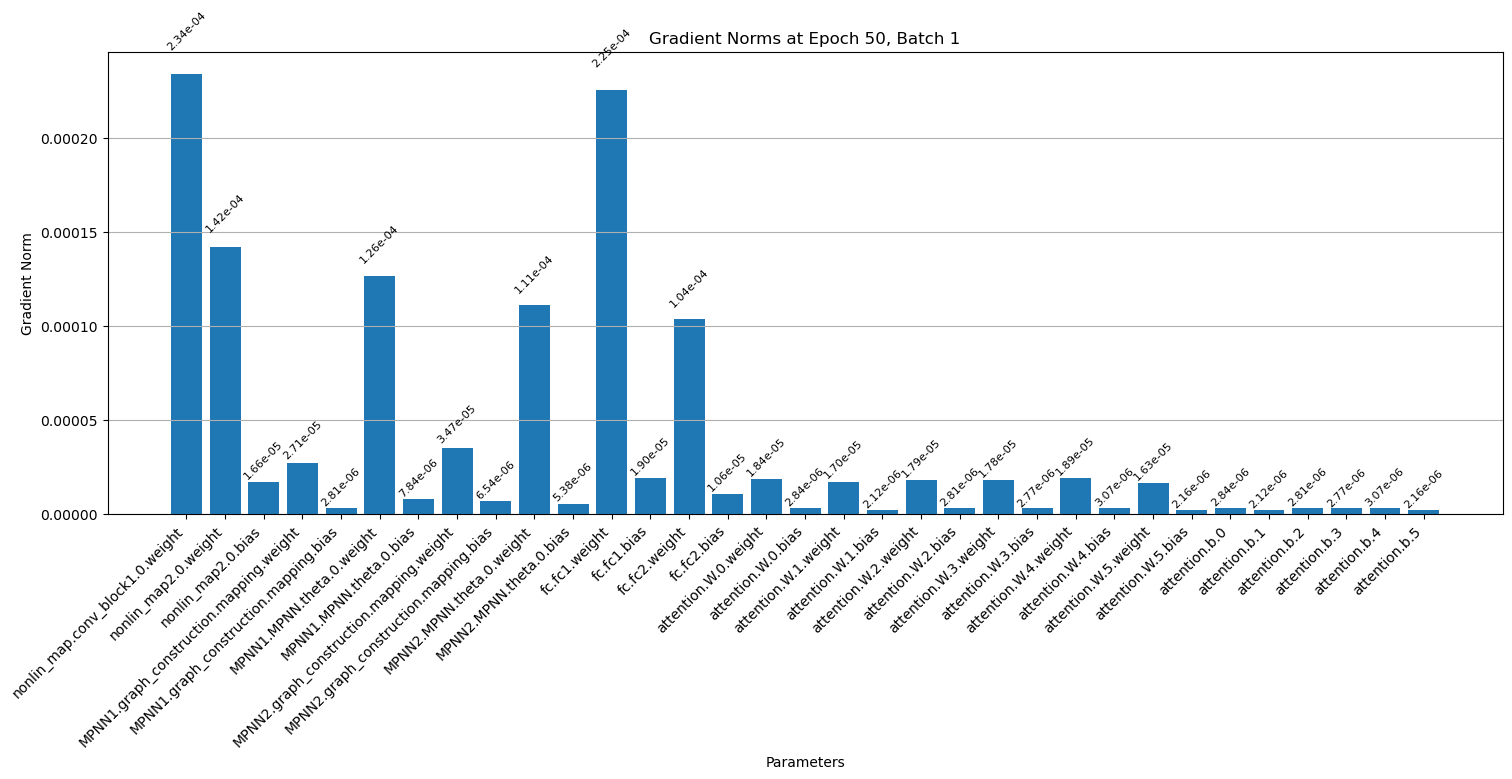 Gradient Norms at Epoch 50, Batch 1
Gradient Norm
0.00020
0.00015
0.00010
0.00005
0.00000
2.34e-04
1.42e-04
1.66e-05
2.71e-05
2.81e-06
1.26e-04
7.84e-06
3.47e-05
6.54e-06
1.11e-04
5.38e-06
2.25e-04
1.90e-05
1.04e-04
1.06e-05
1.84e-05
2.84e-06
1.70e-05
2.12e-06
1.79e-05
2.81e-06
1.78e-05
2.77e-06
1.89e-05
3.07e-06
1.63e-05
2.16e-06
2.84e-06
2.12e-06
2.81e-06
2.77e-06
3.07e-06
2.16e-06
nonlin_map.conv_block1.0.weight
nonlin_map2.0.weight
nonlin_map2.0.bias
MPNN1.graph_construction.mapping.weight
MPNN1.graph_construction.mapping.bias
MPNN1.MPNN.theta.0.weight
MPNN1.MPNN.theta.0.bias
MPNN2.graph_construction.mapping.weight
MPNN2.graph_construction.mapping.bias
MPNN2.MPNN.theta.0.weight
MPNN2.MPNN.theta.0.bias
fc.fc1.weight
fc.fc1.bias
fc.fc2.weight
fc.fc2.bias
attention.W.0.weight
attention.W.0.bias
attention.W.1.weight
attention.W.1.bias
attention.W.2.weight
attention.W.2.bias
attention.W.3.weight
attention.W.3.bias
attention.W.4.weight
attention.W.4.bias
attention.W.5.weight
attention.W.5.bias
attention.b.0
attention.b.1
attention.b.2
attention.b.3
attention.b.4
attention.b.5
Parameters